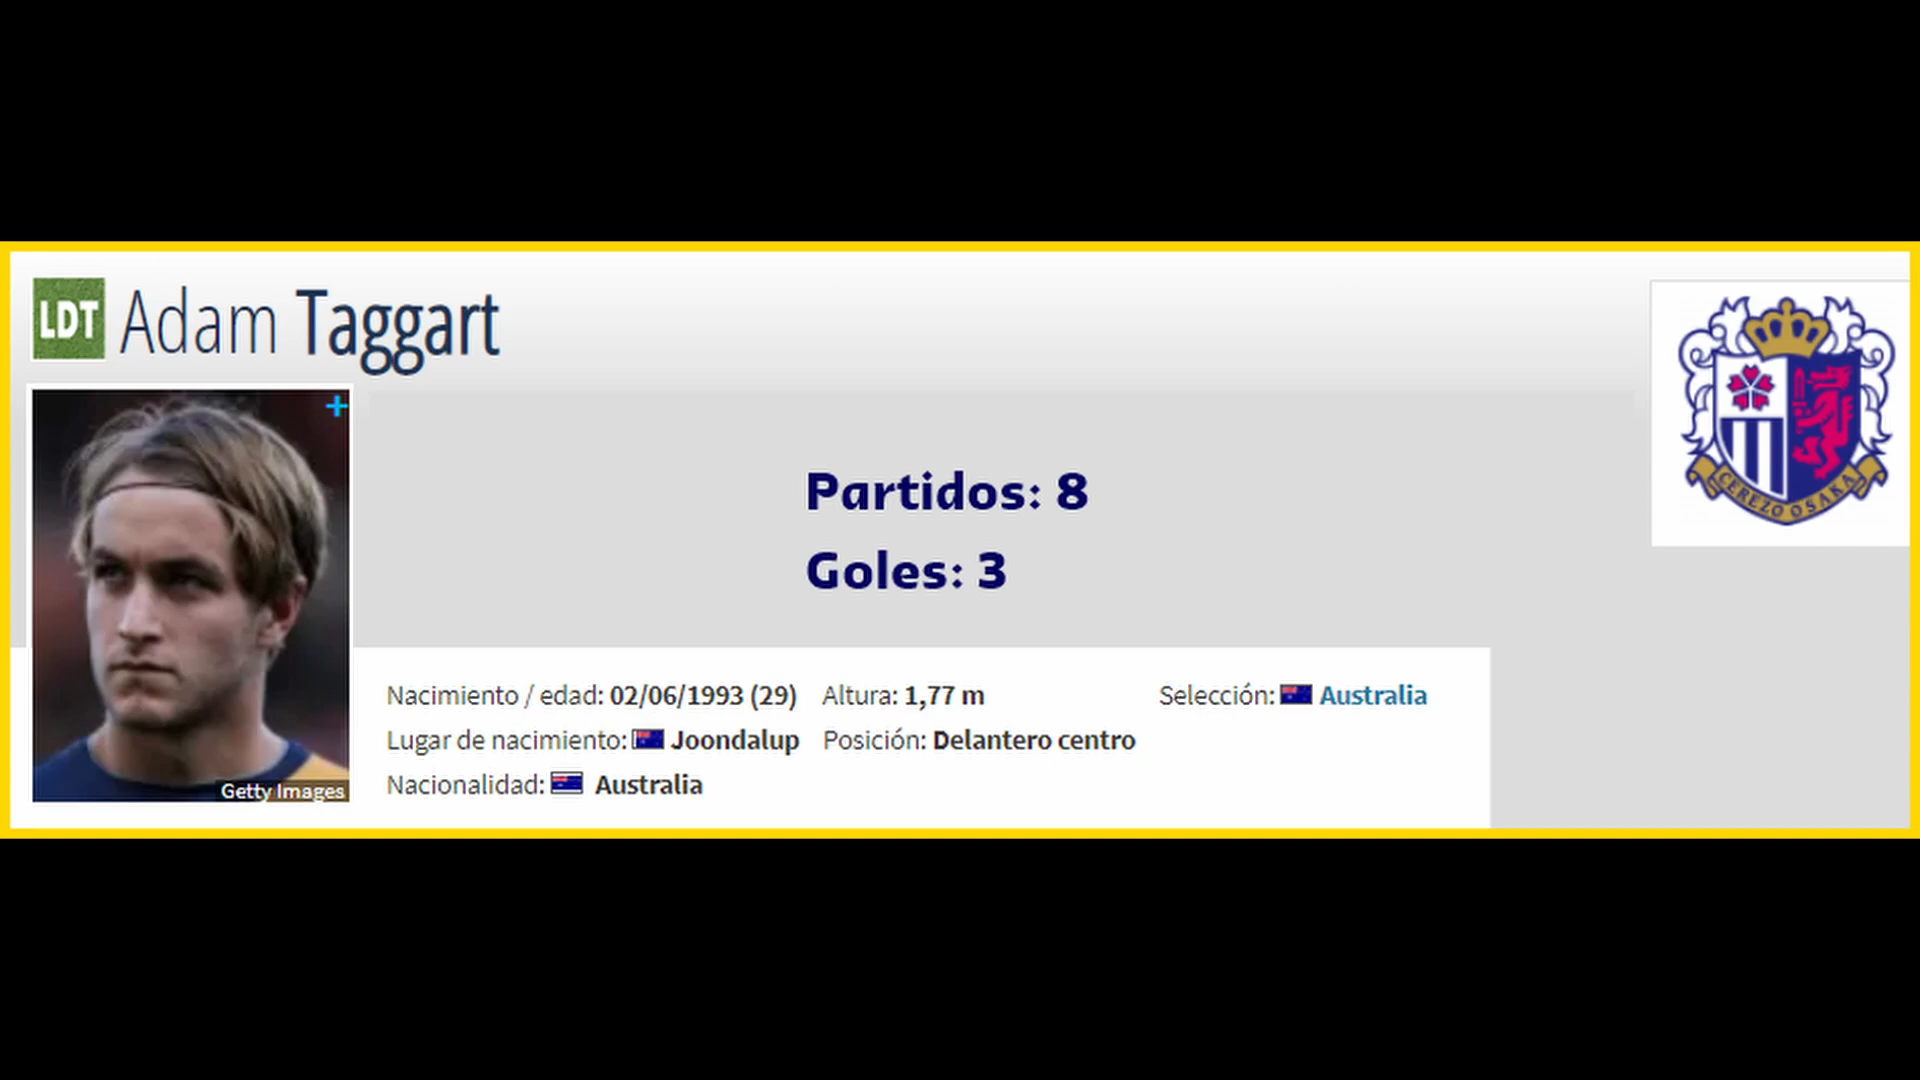 LDT Adam Taggart
CEREZO OSAKA
+
Partidos: 8
Goles: 3
Getty Images
Nacimiento / edad: 02/06/1993 (29) Altura: 1,77 m Selección: Australia
Lugar de nacimiento: Joondalup Posición: Delantero centro
Nacionalidad: Australia